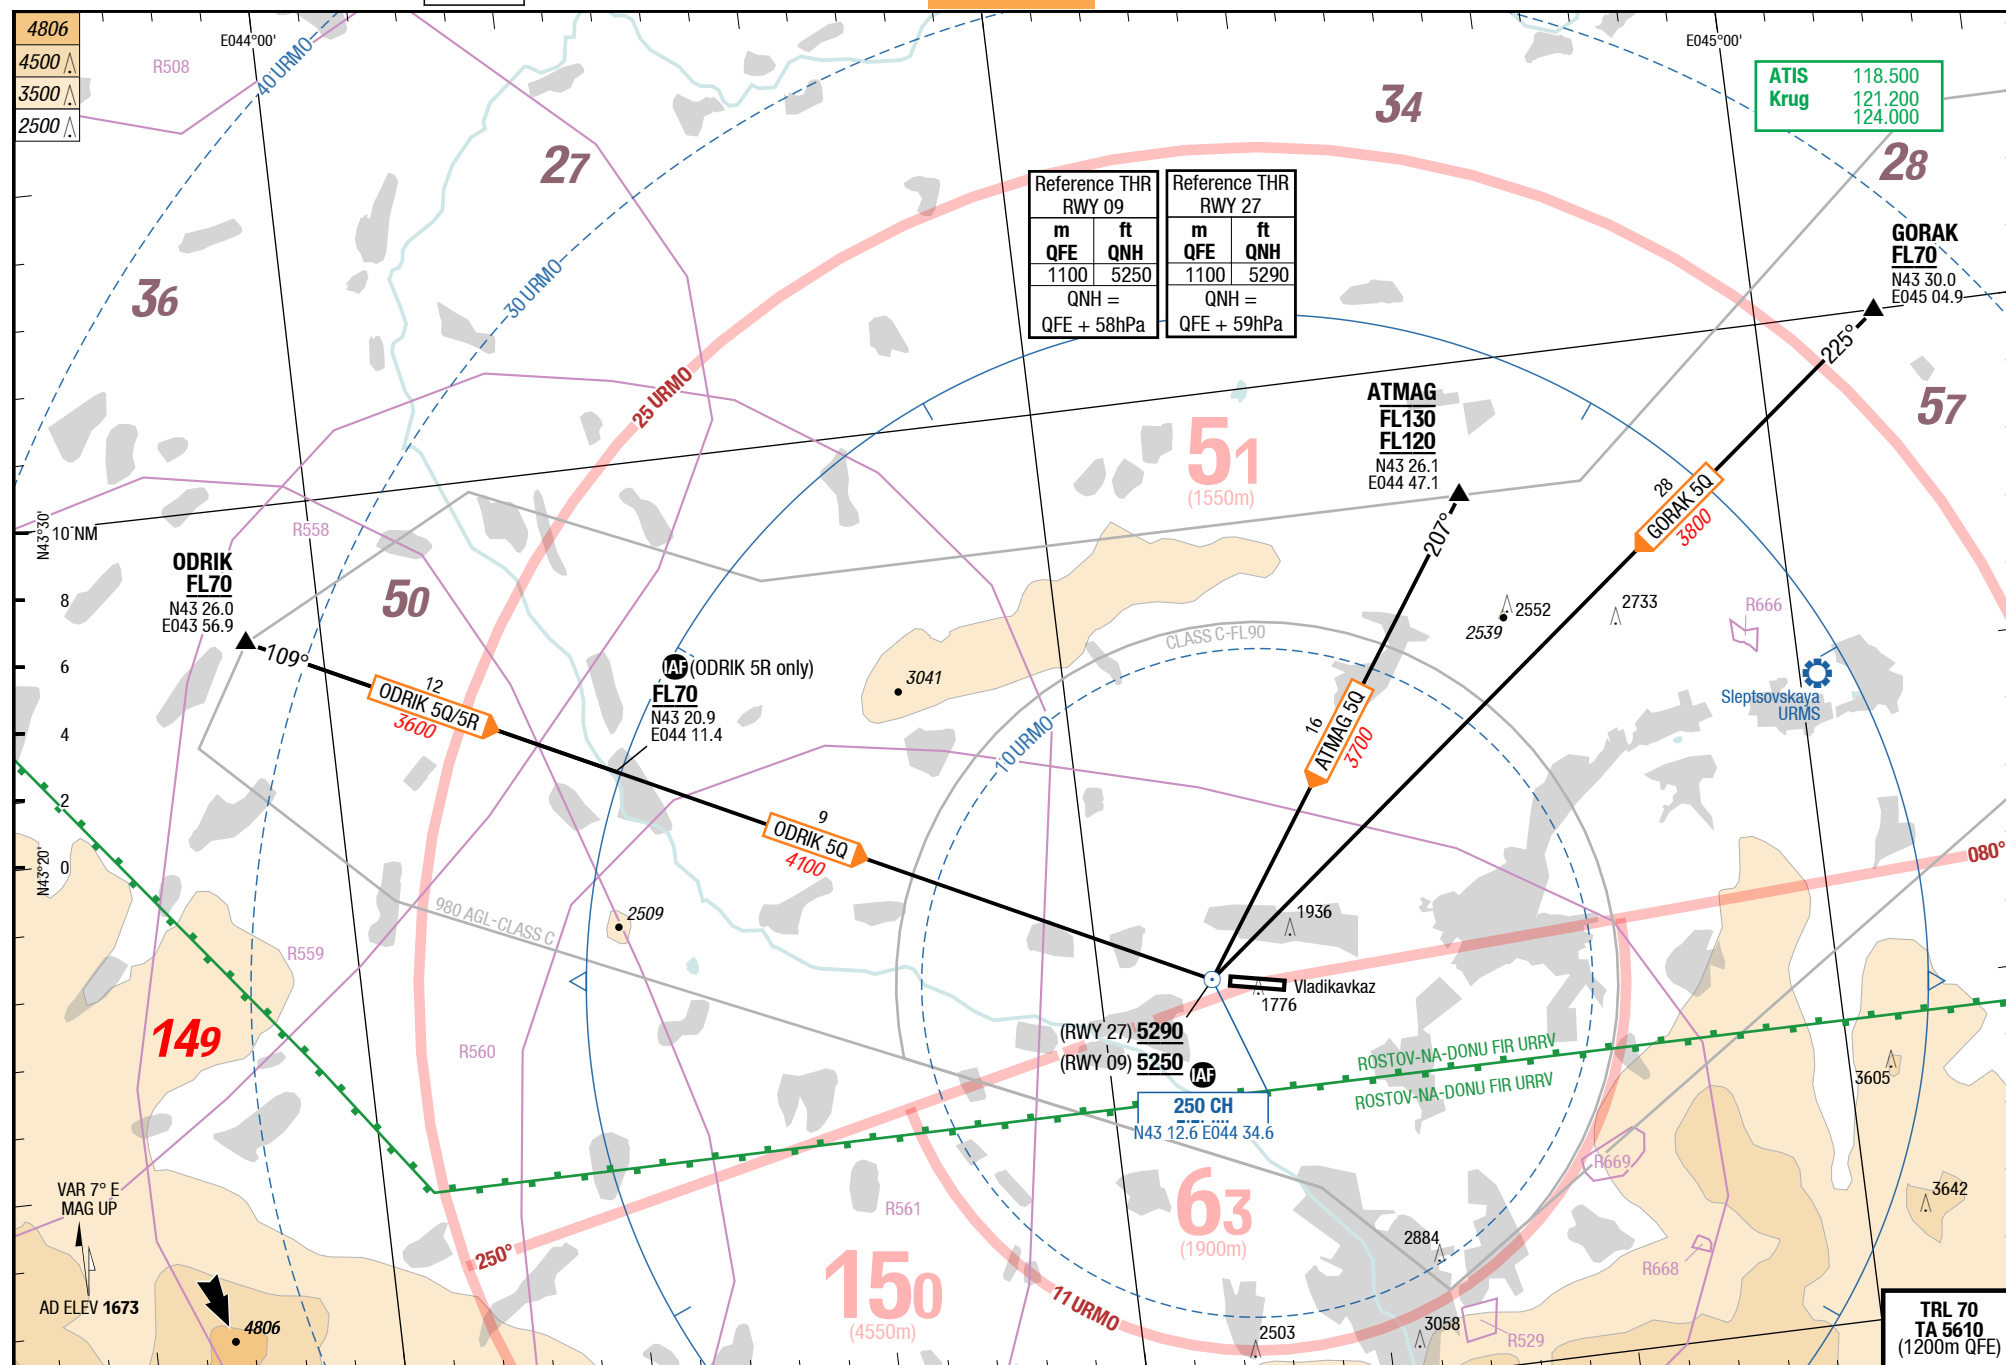 4806
4500
3500
2500
R508
E044°00'
40 URMO
27
34
E045°00'
ATIS 118.500
Krug 121.200
124.000
28
36
30 URMO
Reference THR
RWY 09
m ft
QFE QNH
1100 5250
QNH =
QFE + 58hPa
Reference THR
RWY 27
m ft
QFE QNH
1100 5290
QNH =
QFE + 59hPa
GORAK
FL70
N43 30.0
E045 04.9
225°
25 URMO
ATMAG
FL130
FL120
N43 26.1
E044 47.1
207°
57
51
(1550m)
28
GORAK 5Q
3800
N43°30'
10 NM
8
6
4
2
0
N43°20'
R558
ODRIK
FL70
N43 26.0
E043 56.9
109°
50
12
ODRIK 5Q/5R
3600
IAF (ODRIK 5R only)
FL70
N43 20.9
E044 11.4
3041
CLASS C-FL90
10 URMO
16
ATMAG 5Q
3700
2552
2539
2733
R666
Sleptsovskaya
URMS
9
ODRIK 5Q
4100
080°
980 AGL-CLASS C
2509
R559
1936
Vladikavkaz
1776
149
R560
(RWY 27) 5290
(RWY 09) 5250
IAF
250 CH
N43 12.6 E044 34.6
ROSTOV-NA-DONU FIR URRV
ROSTOV-NA-DONU FIR URRV
3605
R669
3642
VAR 7° E
MAG UP
R561
63
(1900m)
250°
2884
R668
150
(4550m)
11 URMO
AD ELEV 1673
4806
2503
3058
R529
TRL 70
TA 5610
(1200m QFE)